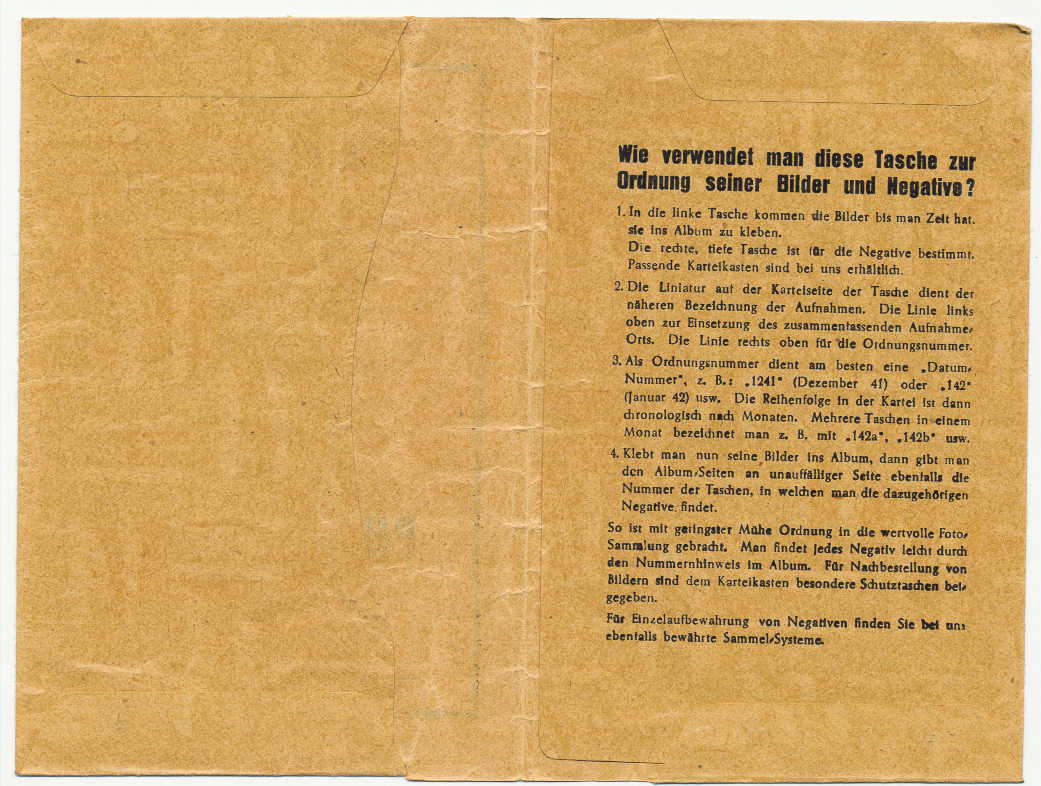 Wie verwendet man diese Tasche zur
Ordnung seiner Bilder und Negative?
1. In die linke Tasche kommen die Bilder bis man Zeit hat.
sie ins Album zu kleben.
Die rechte, tiefe Tasche ist für die Negative bestimmt.
Passende Karteikasten sind bei uns erhältlich.
2. Die Liniatur auf der Karteiseite der Tasche dient der
näheren Bezeichnung der Aufnahmen. Die Linie links
oben zur Einsetzung des zusammenfassenden Aufnahme-
Orts. Die Linie rechts oben für die Ordnungsnummer.
3. Als Ordnungsnummer dient am besten eine „Datum-
Nummer", z. B.: „1241" (Dezember 41) oder „142"
(Januar 42) usw. Die Reihenfolge in der Kartei ist dann
chronologisch nach Monaten. Mehrere Taschen in einem
Monat bezeichnet man z. B. mit „142a", „142b" usw.
4. Klebt man nun seine Bilder ins Album, dann gibt man
den Album-Seiten an unauffälliger Seite ebenfalls die
Nummer der Taschen, in welchen man die dazugehörigen
Negative findet.
So ist mit geringster Mühe Ordnung in die wertvolle Foto-
Sammlung gebracht. Man findet jedes Negativ leicht durch
den Nummernhinweis im Album. Für Nachbestellung von
Bildern sind dem Karteikasten besondere Schutztaschen bei-
gegeben.
Für Einzelaufbewahrung von Negativen finden Sie bei uns
ebenfalls bewährte Sammel-Systeme.